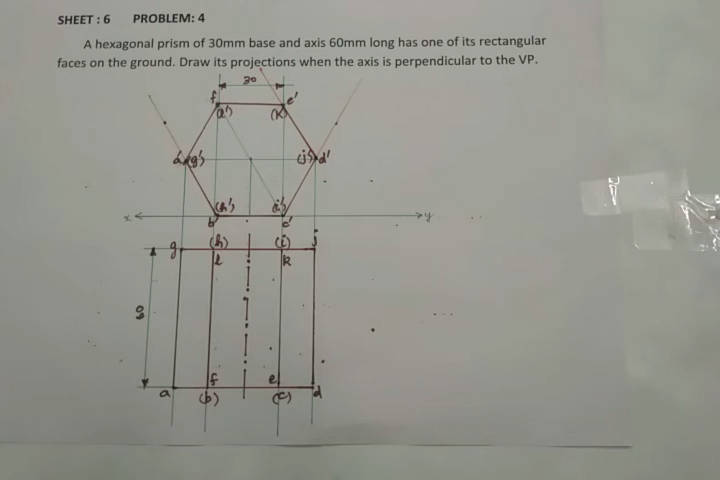 SHEET : 6 PROBLEM: 4
A hexagonal prism of 30mm base and axis 60mm long has one of its rectangular
faces on the ground. Draw its projections when the axis is perpendicular to the VP.
30
f' e'
(k')
(g') (j') d'
(h') (i')
b' c'
x y
g (h) (i) j
l k
60
f e
a (b) (c) d